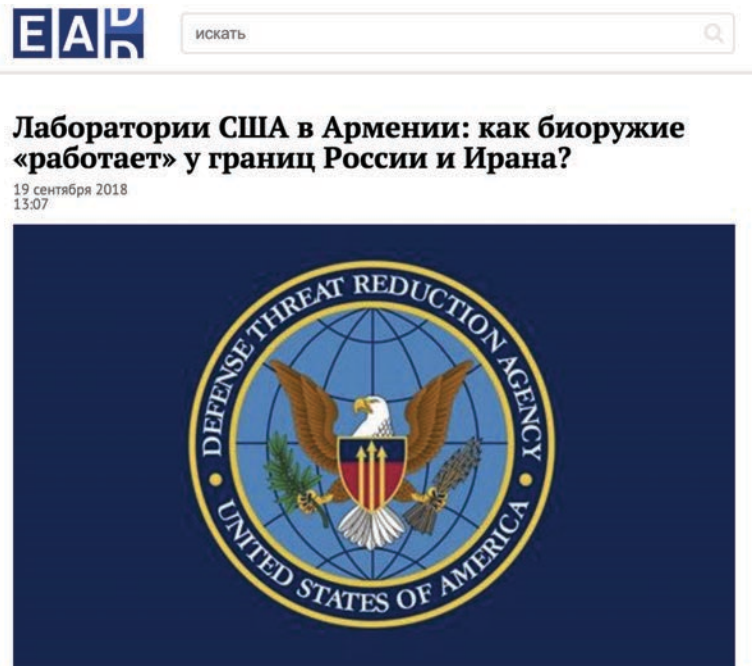 EADD
искать
Лаборатории США в Армении: как биоружие
«работает» у границ России и Ирана?
19 сентября 2018
13:07
DEFENSE THREAT REDUCTION AGENCY
UNITED STATES OF AMERICA